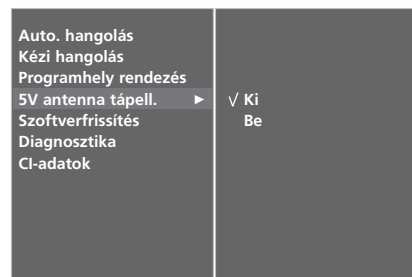 Auto. hangolás
Kézi hangolás
Programhely rendezés
5V antenna tápell. ► √ Ki
Szoftverfrissítés Be
Diagnosztika
CI-adatok